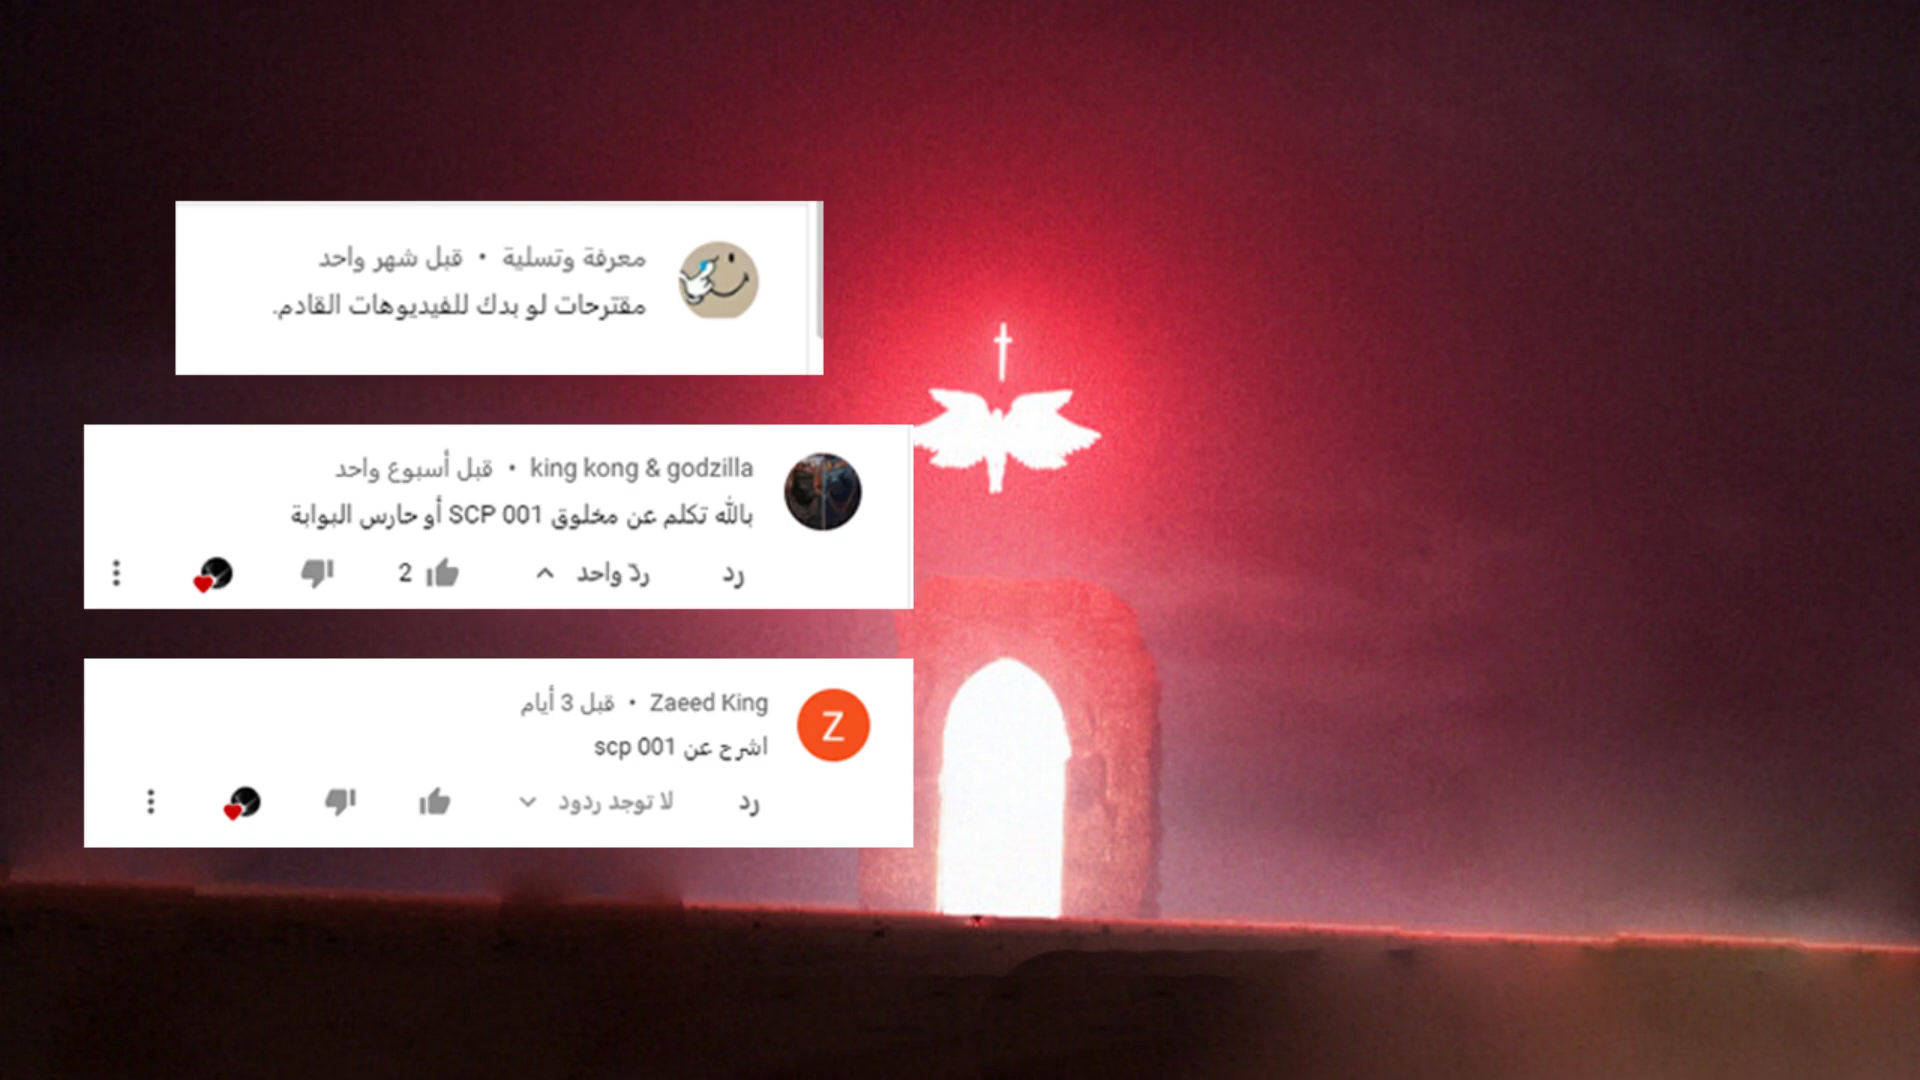 معرفة وتسلية • قبل شهر واحد
مقترحات لو بدك للفيديوهات القادم.
king kong & godzilla • قبل أسبوع واحد
بالله تكلم عن مخلوق SCP 001 أو حارس البوابة
رد ردّ واحد 2
Zaeed King • قبل 3 أيام
Z
اشرح عن scp 001
رد لا توجد ردود